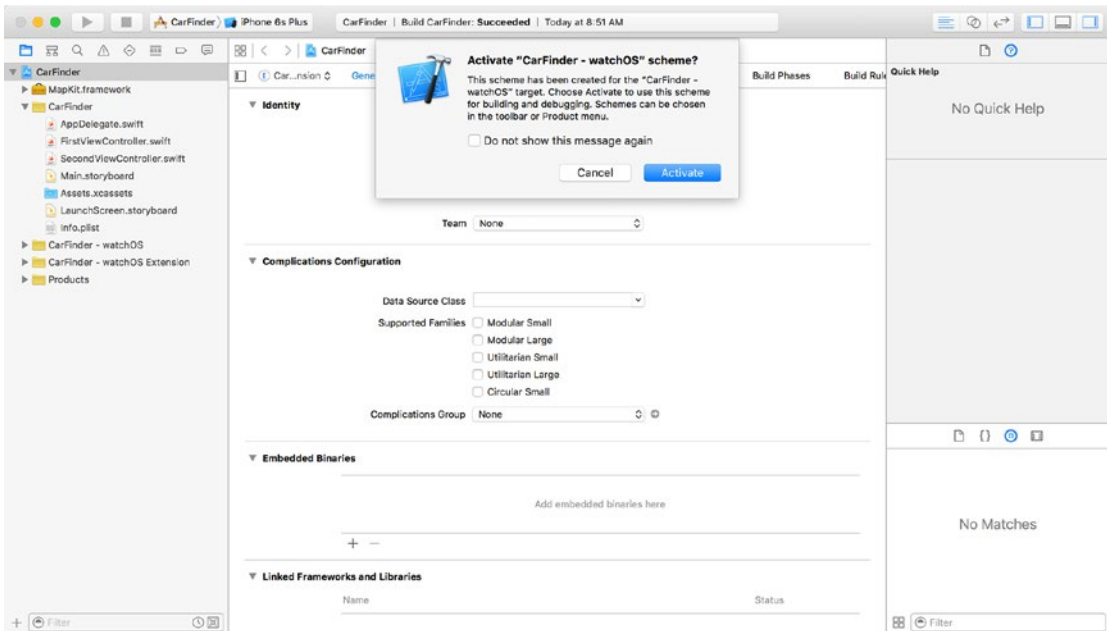 CarFinder
iPhone 6s Plus
CarFinder | Build CarFinder: Succeeded | Today at 8:51 AM
CarFinder
MapKit.framework
CarFinder
AppDelegate.swift
FirstViewController.swift
SecondViewController.swift
Main.storyboard
Assets.xcassets
LaunchScreen.storyboard
Info.plist
CarFinder - watchOS
CarFinder - watchOS Extension
Products
Filter
CarFinder
Car...nsion
Gene
Build Phases
Build Rule
Activate “CarFinder - watchOS” scheme?
This scheme has been created for the “CarFinder -
watchOS” target. Choose Activate to use this scheme
for building and debugging. Schemes can be chosen
in the toolbar or Product menu.
Do not show this message again
Cancel
Activate
Identity
Team None
Complications Configuration
Data Source Class
Supported Families Modular Small
Modular Large
Utilitarian Small
Utilitarian Large
Circular Small
Complications Group None
Embedded Binaries
Add embedded binaries here
Linked Frameworks and Libraries
Name Status
Quick Help
No Quick Help
No Matches
Filter